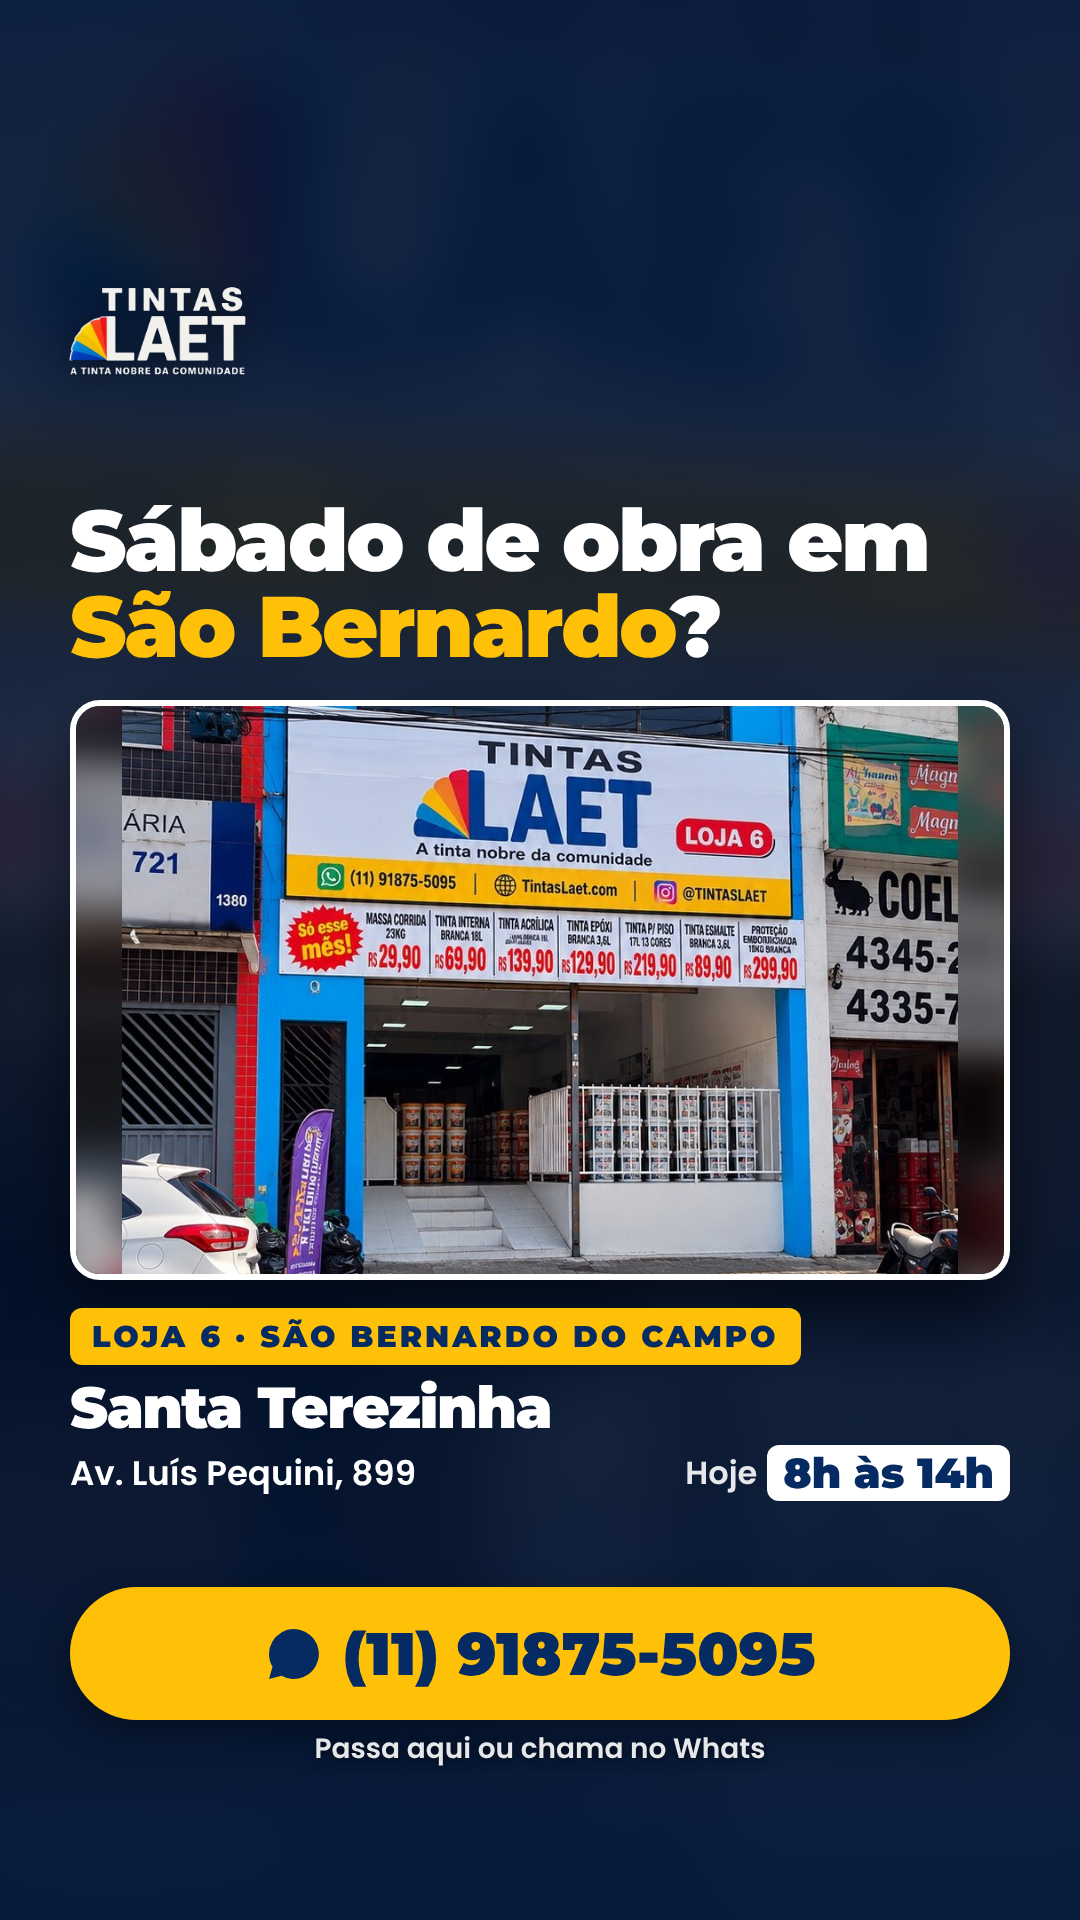 TINTAS
LAET
A TINTA NOBRE DA COMUNIDADE
Sábado de obra em
São Bernardo?
TINTAS
LAET
A tinta nobre da comunidade
LOJA 6
(11) 91875-5095 | TintasLaet.com | @TINTASLAET
Só esse mês!
MASSA CORRIDA
23KG
R$29,90
TINTA INTERNA
BRANCA 18L
R$69,90
TINTA ACRÍLICA
R$139,90
TINTA EPÓXI
BRANCA 3,6L
R$129,90
TINTA P/ PISO
17L 13 CORES
R$219,90
TINTA ESMALTE
BRANCA 3,6L
R$89,90
PROTEÇÃO
R$299,90
ÁRIA
721
1380
Magn
Magn
COEL
4345-2
4335-7
LOJA 6 • SÃO BERNARDO DO CAMPO
Santa Terezinha
Av. Luís Pequini, 899
Hoje 8h às 14h
(11) 91875-5095
Passa aqui ou chama no Whats